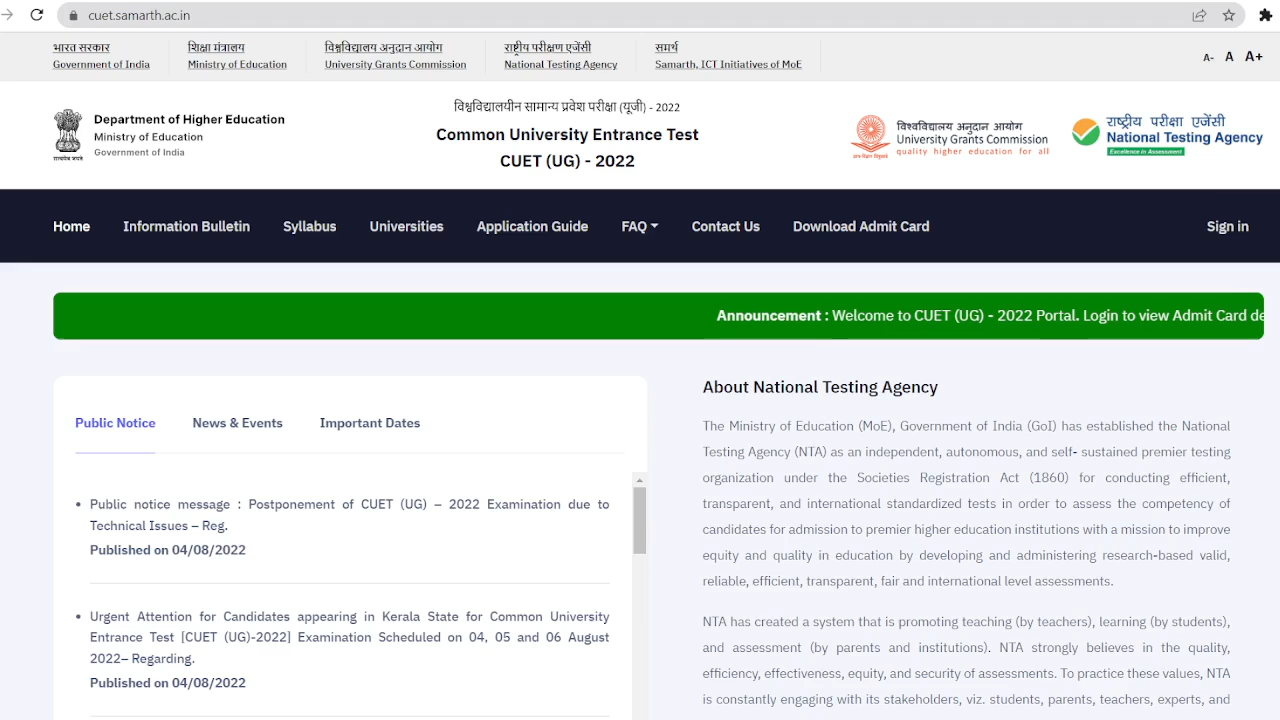 cuet.samarth.ac.in
भारत सरकार
Government of India
शिक्षा मंत्रालय
Ministry of Education
विश्वविद्यालय अनुदान आयोग
University Grants Commission
राष्ट्रीय परीक्षण एजेंसी
National Testing Agency
समर्थ
Samarth, ICT Initiatives of MoE
A- A A+
सत्यमेव जयते
Department of Higher Education
Ministry of Education
Government of India
विश्वविद्यालयीन सामान्य प्रवेश परीक्षा (यूजी) - 2022
Common University Entrance Test
CUET (UG) - 2022
विश्वविद्यालय अनुदान आयोग
University Grants Commission
quality higher education for all
राष्ट्रीय परीक्षा एजेंसी
National Testing Agency
Excellence in Assessment
Home Information Bulletin Syllabus Universities Application Guide FAQ Contact Us Download Admit Card Sign in
Announcement : Welcome to CUET (UG) - 2022 Portal. Login to view Admit Card de
Public Notice News & Events Important Dates
• Public notice message : Postponement of CUET (UG) – 2022 Examination due to
Technical Issues – Reg.
Published on 04/08/2022
• Urgent Attention for Candidates appearing in Kerala State for Common University
Entrance Test [CUET (UG)-2022] Examination Scheduled on 04, 05 and 06 August
2022– Regarding.
Published on 04/08/2022
About National Testing Agency
The Ministry of Education (MoE), Government of India (GoI) has established the National
Testing Agency (NTA) as an independent, autonomous, and self- sustained premier testing
organization under the Societies Registration Act (1860) for conducting efficient,
transparent, and international standardized tests in order to assess the competency of
candidates for admission to premier higher education institutions with a mission to improve
equity and quality in education by developing and administering research-based valid,
reliable, efficient, transparent, fair and international level assessments.
NTA has created a system that is promoting teaching (by teachers), learning (by students),
and assessment (by parents and institutions). NTA strongly believes in the quality,
efficiency, effectiveness, equity, and security of assessments. To practice these values, NTA
is constantly engaging with its stakeholders, viz. students, parents, teachers, experts, and